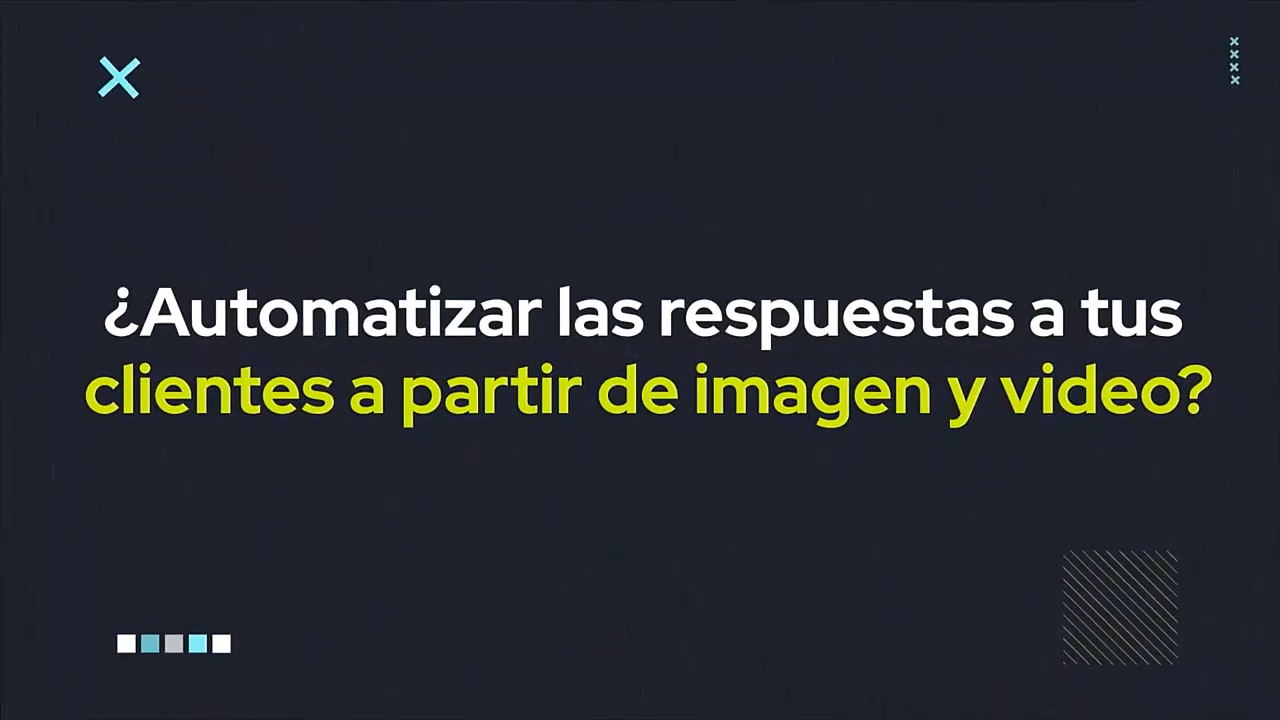 ¿Automatizar las respuestas a tus
clientes a partir de imagen y video?